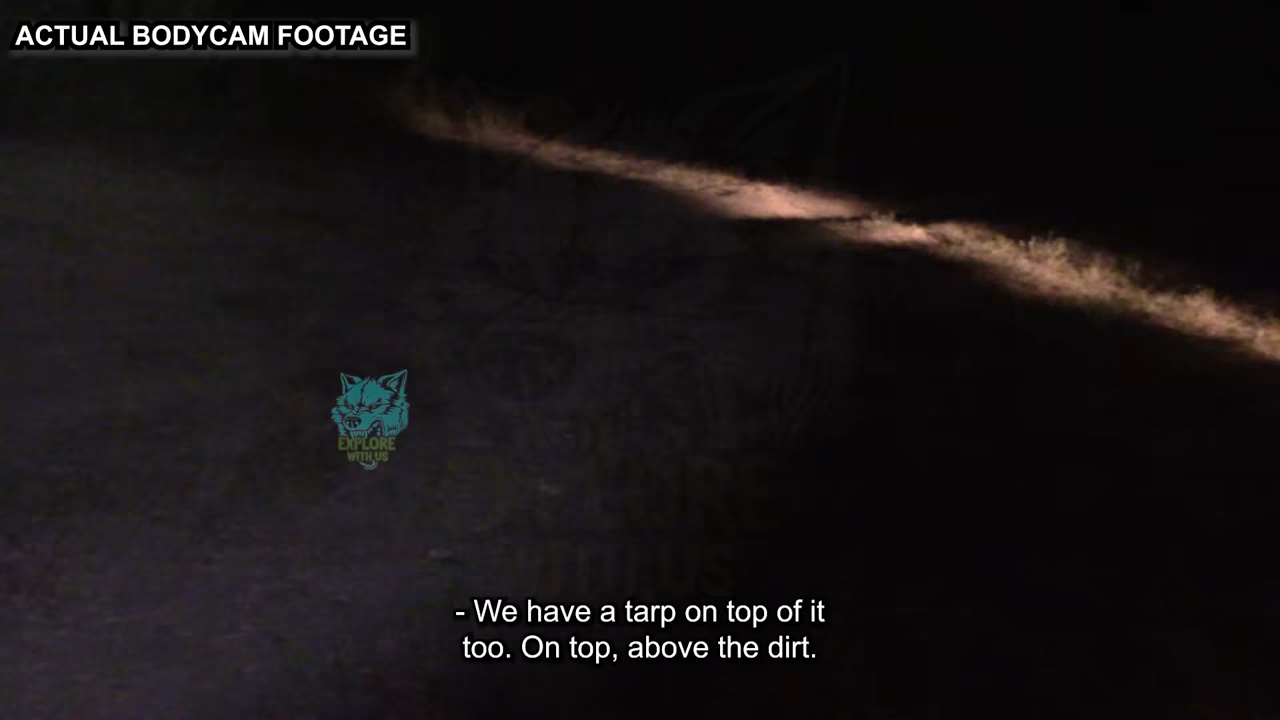 ACTUAL BODYCAM FOOTAGE
EXPLORE
WITH US
- We have a tarp on top of it
too. On top, above the dirt.